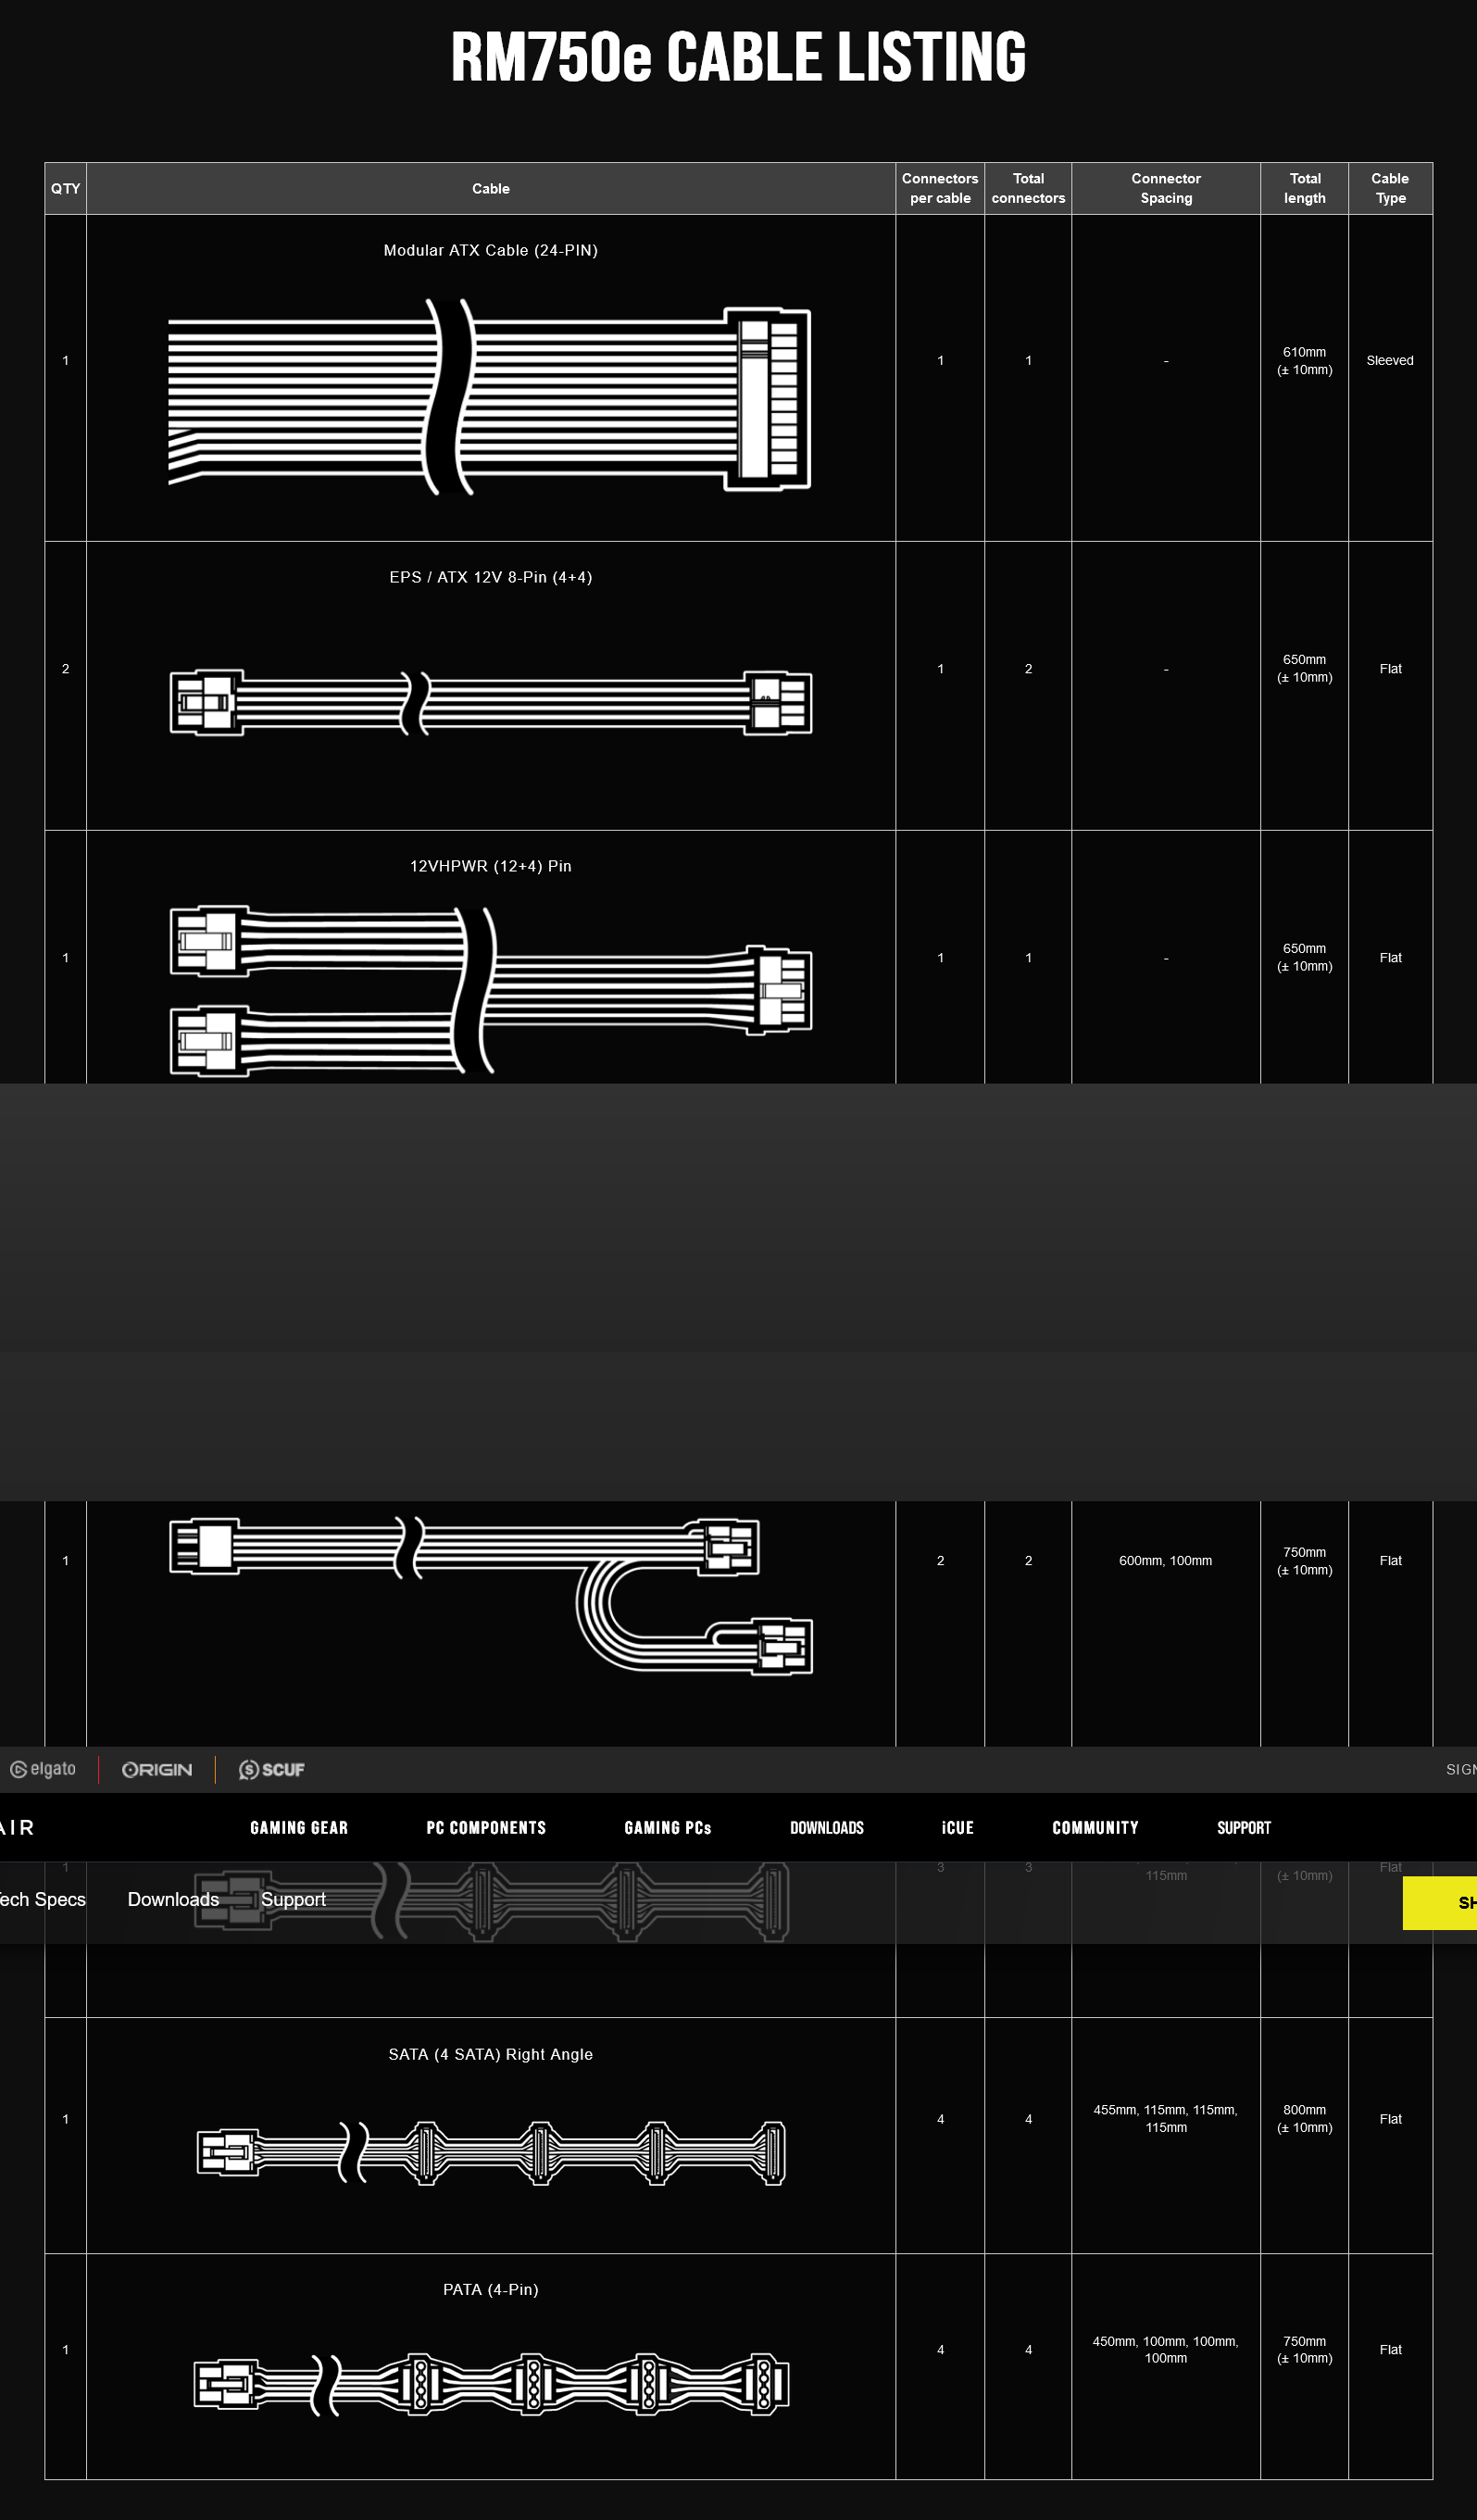 RM750e CABLE LISTING
QTY Cable Connectors per cable Total connectors Connector Spacing Total length Cable Type
Modular ATX Cable (24-PIN)
1 1 1 - 610mm (± 10mm) Sleeved
EPS / ATX 12V 8-Pin (4+4)
2 1 2 - 650mm (± 10mm) Flat
12VHPWR (12+4) Pin
1 1 1 - 650mm (± 10mm) Flat
1 2 2 600mm, 100mm 750mm (± 10mm) Flat
elgato ORIGIN SCUF SIGN
AIR GAMING GEAR PC COMPONENTS GAMING PCs DOWNLOADS iCUE COMMUNITY SUPPORT
1 3 3 115mm (± 10mm) Flat
Tech Specs Downloads Support SH
SATA (4 SATA) Right Angle
1 4 4 455mm, 115mm, 115mm, 115mm 800mm (± 10mm) Flat
PATA (4-Pin)
1 4 4 450mm, 100mm, 100mm, 100mm 750mm (± 10mm) Flat